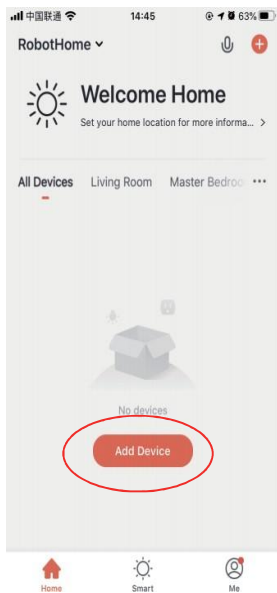 中国联通 14:45 63%
RobotHome
Welcome Home
Set your home location for more informa... >
All Devices Living Room Master Bedroo ...
No devices
Add Device
Home Smart Me